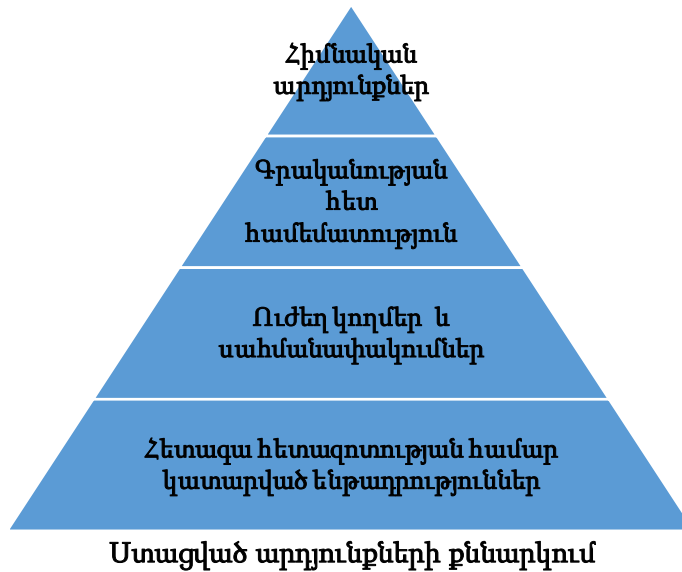 Հիմնական
արդյունքներ
Գրականության
հետ
համեմատություն
Ուժեղ կողմեր և
սահմանափակումներ
Հետագա հետազոտության համար
կատարված ենթադրություններ
Ստացված արդյունքների քննարկում